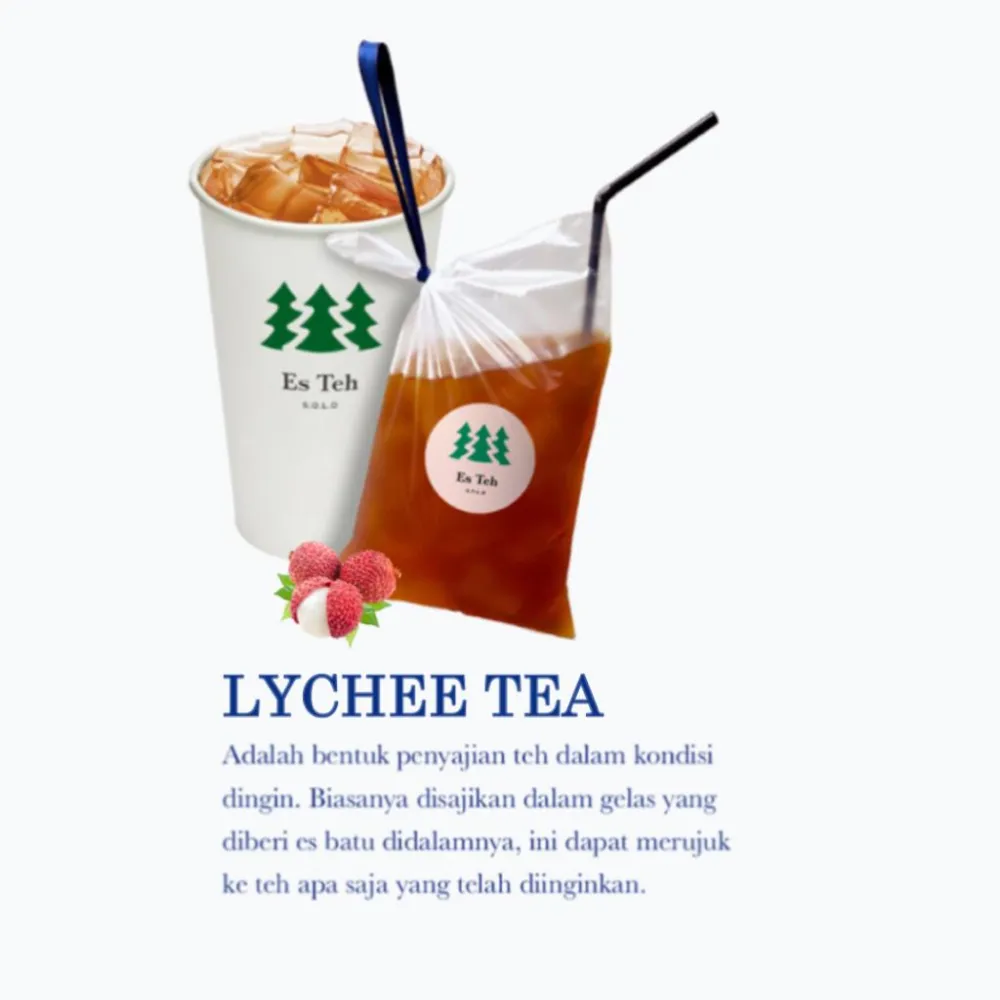 Es Teh
S.O.L.O
Es Teh
S.O.L.O
LYCHEE TEA
Adalah bentuk penyajian teh dalam kondisi
dingin. Biasanya disajikan dalam gelas yang
diberi es batu didalamnya, ini dapat merujuk
ke teh apa saja yang telah diinginkan.